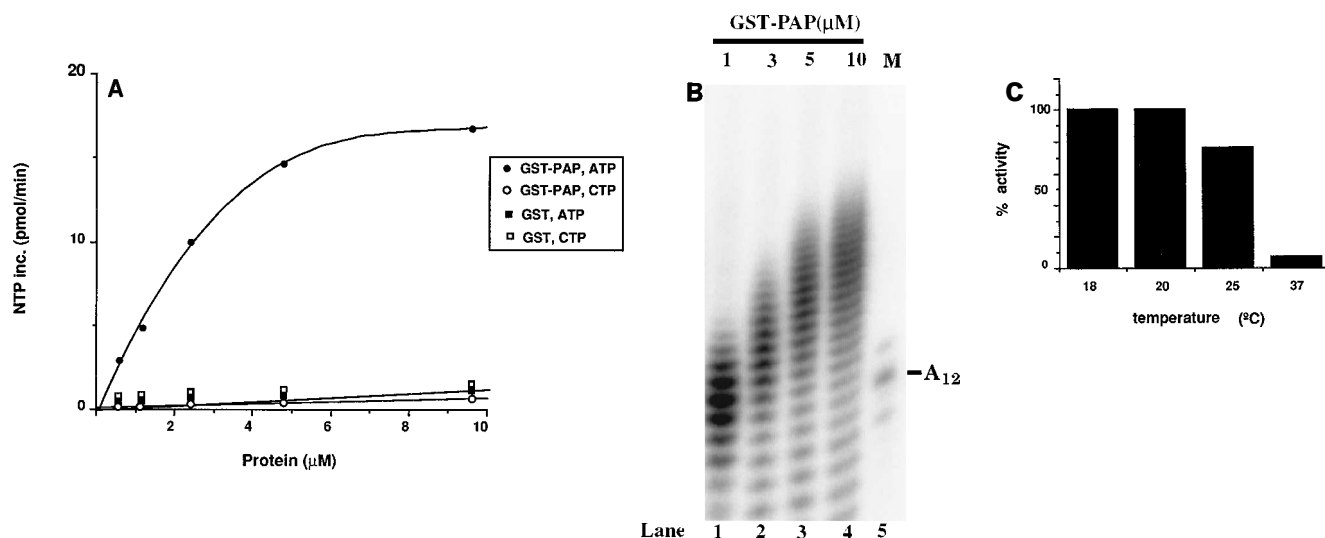 A
20
10
0
NTP inc. (pmol/min)
2 4 6 8 10
Protein (µM)
GST-PAP, ATP
GST-PAP, CTP
GST, ATP
GST, CTP
GST-PAP(µM)
1 3 5 10 M
B
A12
Lane 1 2 3 4 5
C
100
50
0
% activity
18 20 25 37
temperature (ºC)